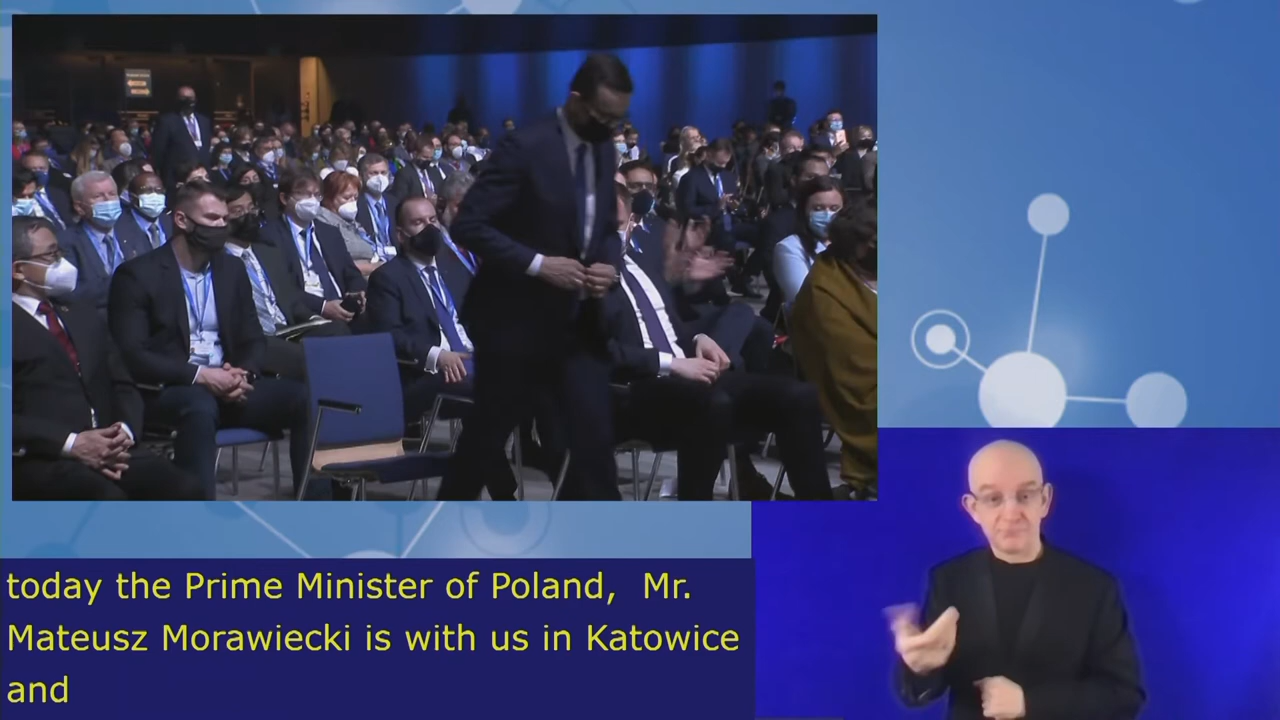 today the Prime Minister of Poland,  Mr.
Mateusz Morawiecki is with us in Katowice
and